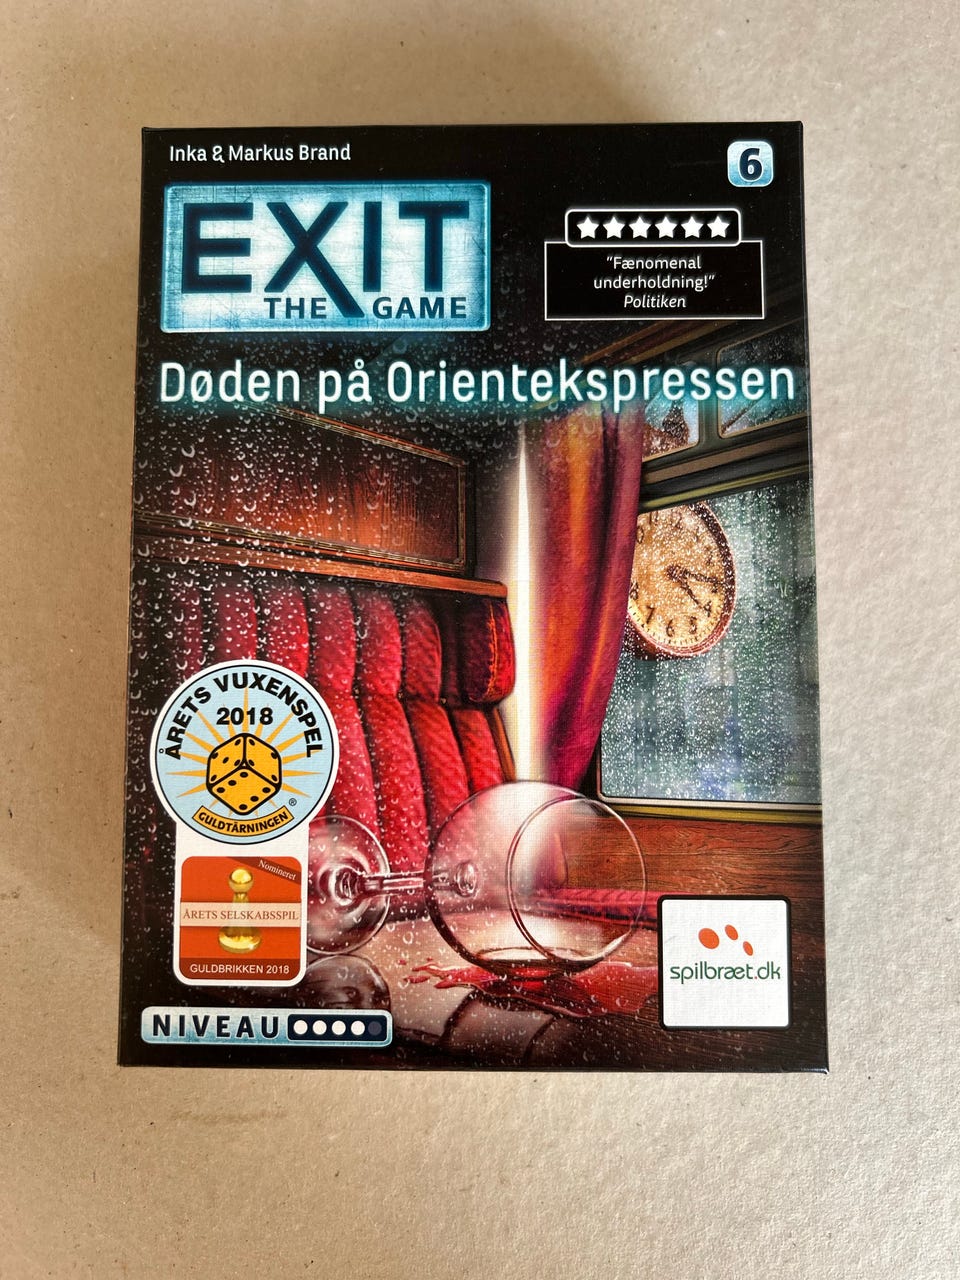 Inka & Markus Brand
6
EXIT
THE GAME
★★★★★★
"Fænomenal
underholdning!"
Politiken
Døden på Orientekspressen
ÅRETS VUXENSPEL
2018
GULDTÄRNINGEN
®
Nomineret
ÅRETS SELSKABSSPIL
GULDBRIKKEN 2018
spilbræt.dk
NIVEAU